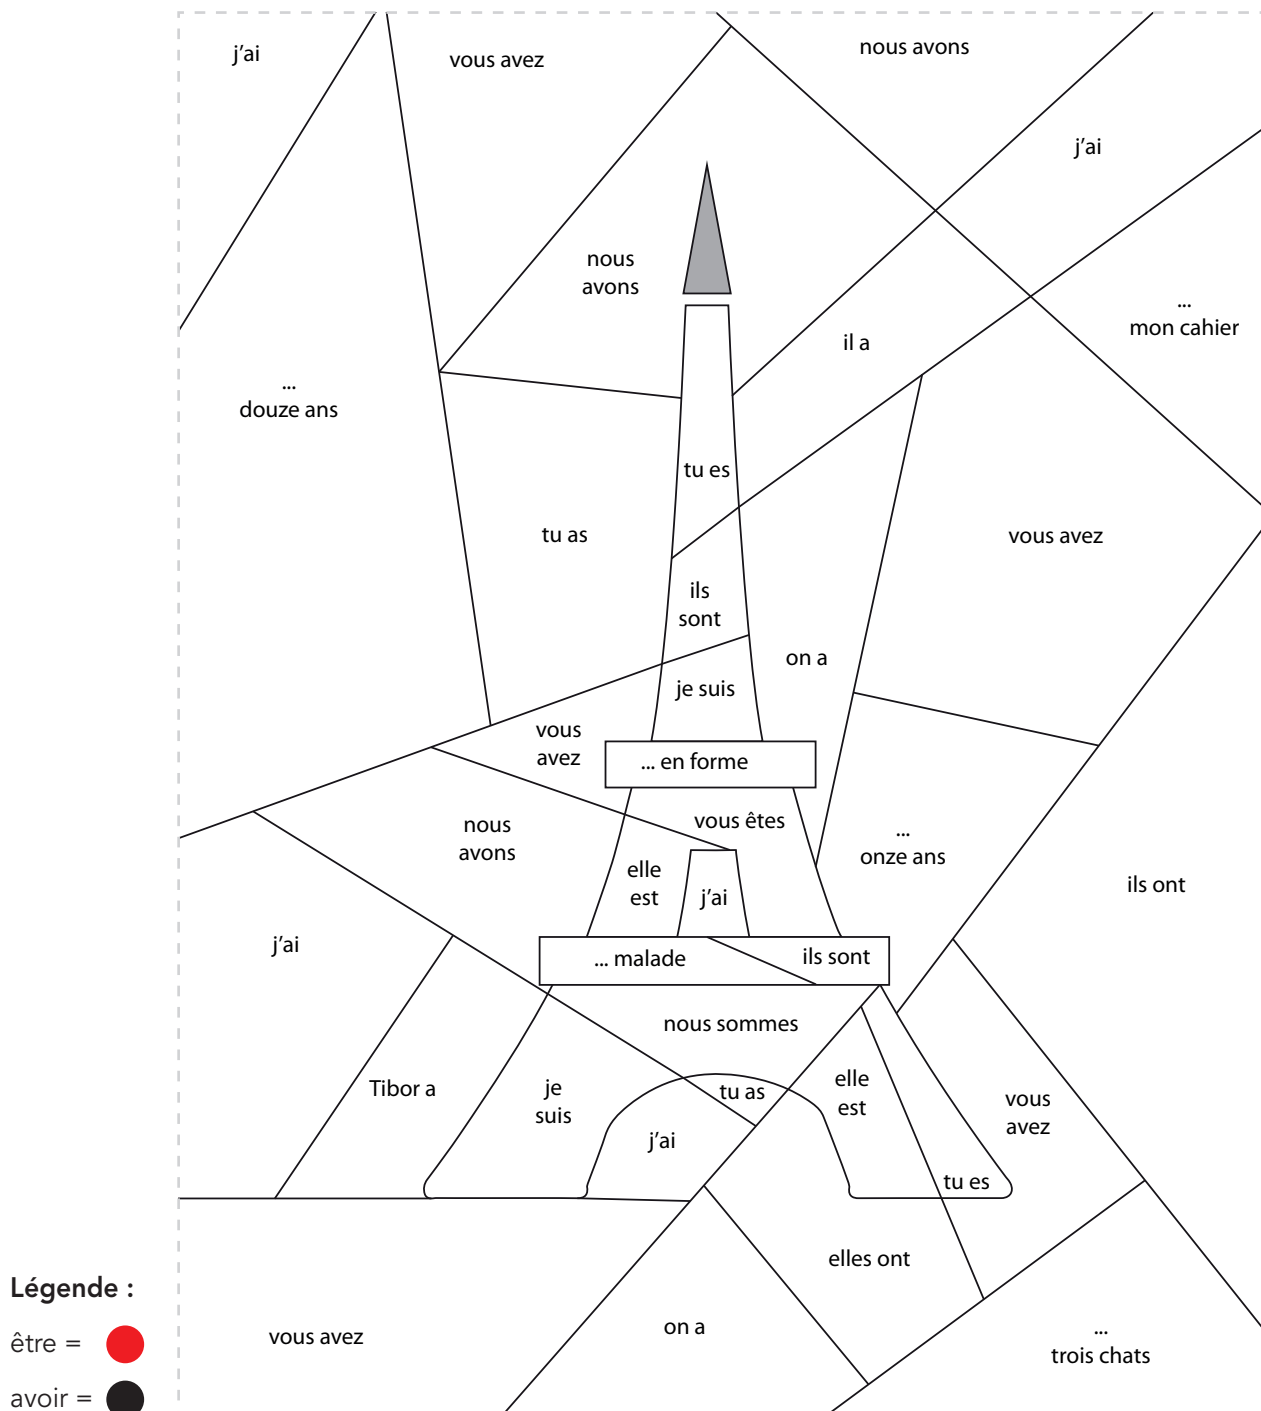 j’ai
vous avez
nous avons
j’ai
nous
avons
...
mon cahier
il a
...
douze ans
tu es
tu as
vous avez
ils
sont
on a
je suis
vous
avez
... en forme
vous êtes
nous
avons
...
onze ans
elle
est
j’ai
ils ont
j’ai
... malade
ils sont
nous sommes
Tibor a
je
suis
tu as
elle
est
vous
avez
j’ai
tu es
elles ont
Légende :
être =
vous avez
on a
...
trois chats
avoir =